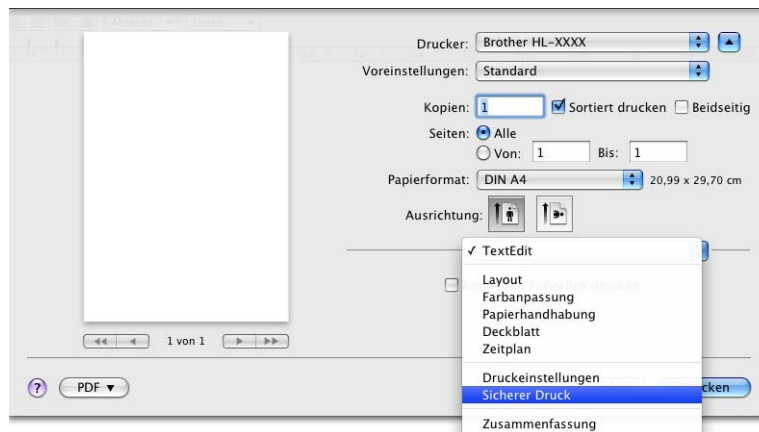 Drucker: Brother HL-XXXX
Voreinstellungen: Standard
Kopien: 1 Sortiert drucken Beidseitig
Seiten: Alle
Von: 1 Bis: 1
Papierformat: DIN A4 20,99 x 29,70 cm
Ausrichtung:
✓ TextEdit
Layout
Farbanpassung
Papierhandhabung
Deckblatt
Zeitplan
Druckeinstellungen
Sicherer Druck
Zusammenfassung
1 von 1
? PDF ▼ cken